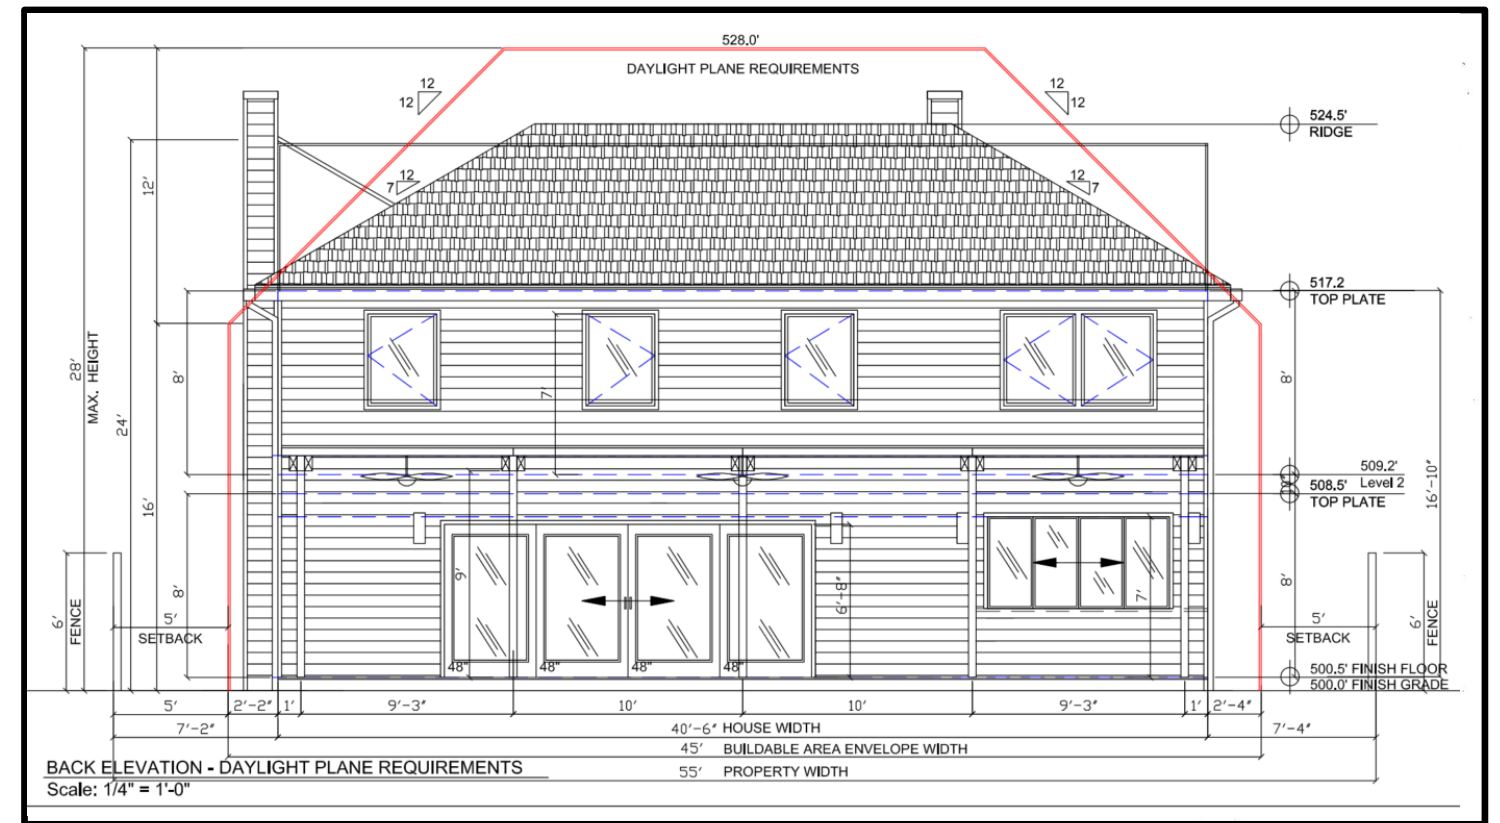 528.0'
DAYLIGHT PLANE REQUIREMENTS
12
12
12
12
524.5'
RIDGE
12
7
12
7
12'
517.2
TOP PLATE
28'
MAX. HEIGHT
24'
8'
7'
8'
509.2'
Level 2
508.5'
TOP PLATE
16'-10"
16'
9'
6'-8"
7'
8'
8'
6'
FENCE
5'
SETBACK
5'
SETBACK
6'
FENCE
48"
48"
48"
48"
500.5' FINISH FLOOR
500.0' FINISH GRADE
5'
2'-2"
1'
9'-3"
10'
10'
9'-3"
1'
2'-4"
7'-2"
40'-6" HOUSE WIDTH
7'-4"
45' BUILDABLE AREA ENVELOPE WIDTH
55' PROPERTY WIDTH
BACK ELEVATION - DAYLIGHT PLANE REQUIREMENTS
Scale: 1/4" = 1'-0"